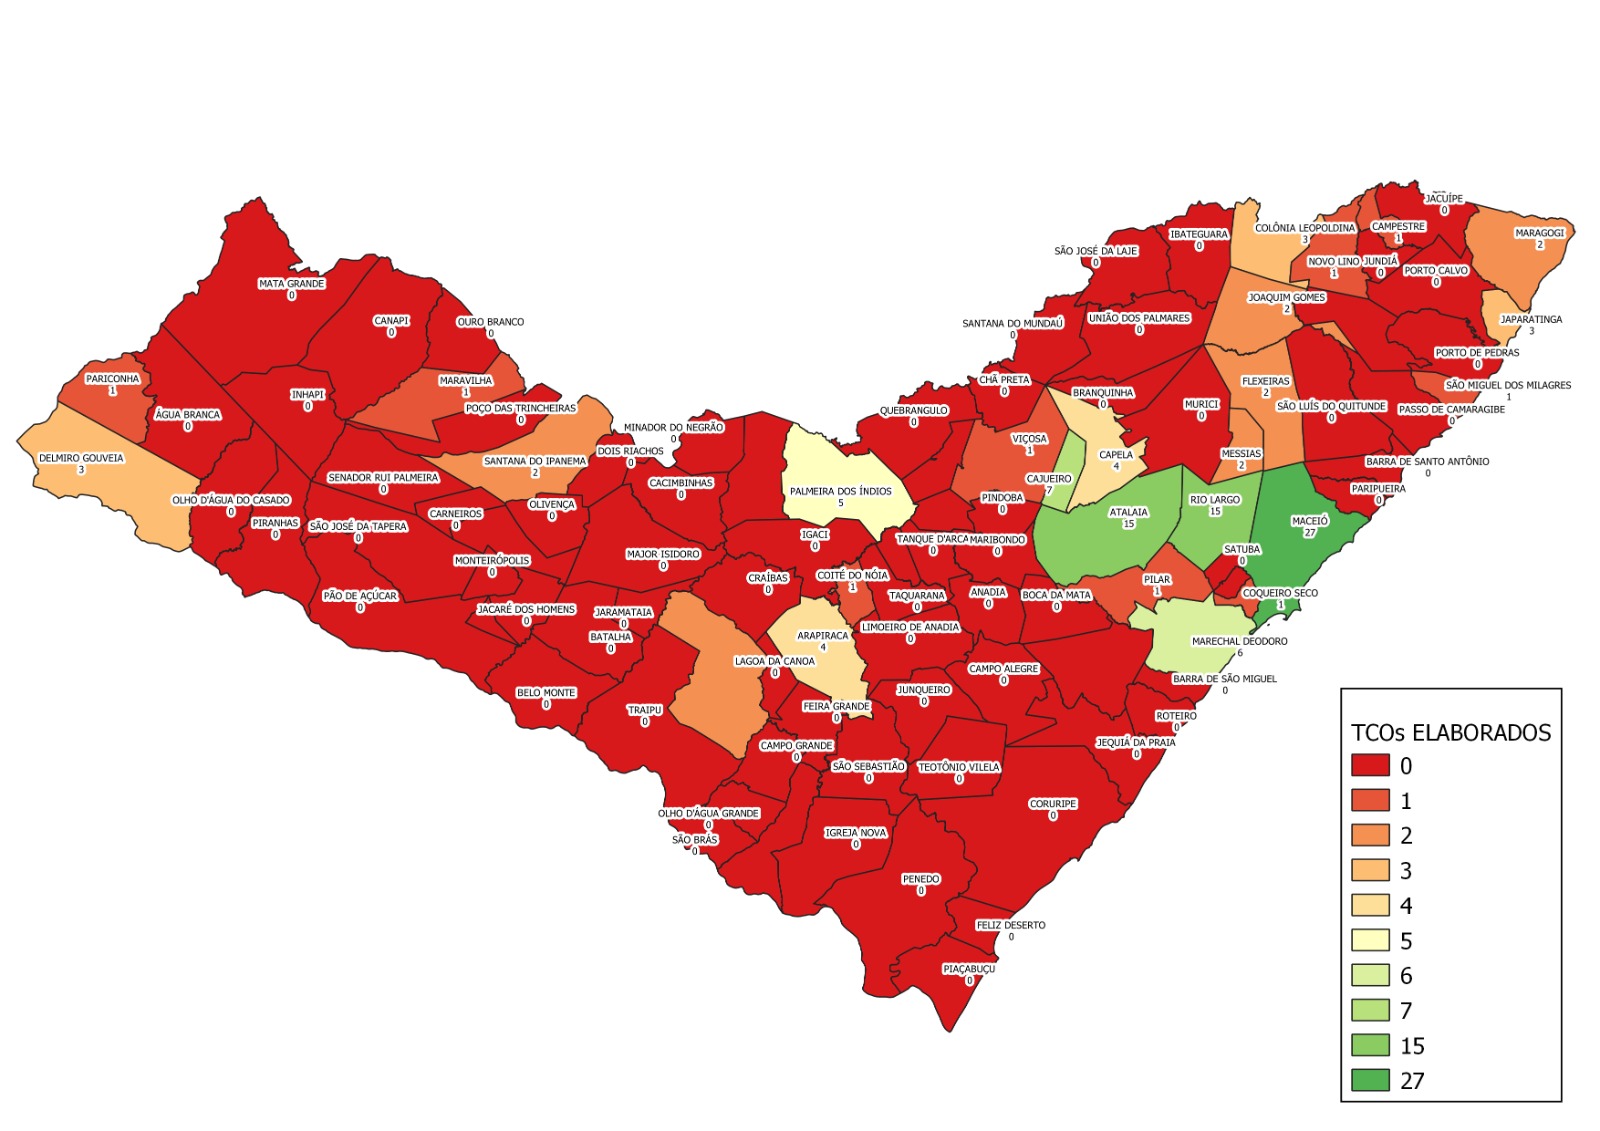 JACUÍPE
0
CAMPESTRE
1
COLÔNIA LEOPOLDINA
3
MARAGOGI
2
IBATEGUARA
0
SÃO JOSÉ DA LAJE
0
NOVO LINO
1
JUNDIÁ
0
PORTO CALVO
0
MATA GRANDE
0
JOAQUIM GOMES
2
CANAPI
0
OURO BRANCO
0
SANTANA DO MUNDAÚ
0
UNIÃO DOS PALMARES
0
JAPARATINGA
3
PORTO DE PEDRAS
0
PARICONHA
1
MARAVILHA
1
CHÃ PRETA
0
FLEXEIRAS
2
SÃO MIGUEL DOS MILAGRES
1
INHAPI
0
BRANQUINHA
0
MURICI
0
SÃO LUÍS DO QUITUNDE
0
PASSO DE CAMARAGIBE
0
ÁGUA BRANCA
0
POÇO DAS TRINCHEIRAS
0
QUEBRANGULO
0
MINADOR DO NEGRÃO
0
VIÇOSA
1
DELMIRO GOUVEIA
3
SANTANA DO IPANEMA
2
DOIS RIACHOS
0
CAPELA
4
MESSIAS
2
BARRA DE SANTO ANTÔNIO
0
SENADOR RUI PALMEIRA
0
CACIMBINHAS
0
PALMEIRA DOS ÍNDIOS
5
CAJUEIRO
7
PARIPUEIRA
0
OLHO D'ÁGUA DO CASADO
0
OLIVENÇA
0
PINDOBA
0
RIO LARGO
15
PIRANHAS
0
SÃO JOSÉ DA TAPERA
0
CARNEIROS
0
ATALAIA
15
MACEIÓ
27
IGACI
0
TANQUE D'ARCA
0
MARIBONDO
0
MONTEIRÓPOLIS
0
MAJOR ISIDORO
0
SATUBA
0
CRAÍBAS
0
COITÉ DO NÓIA
1
PILAR
1
PÃO DE AÇÚCAR
0
TAQUARANA
0
ANADIA
0
BOCA DA MATA
0
COQUEIRO SECO
1
JACARÉ DOS HOMENS
0
JARAMATAIA
0
BATALHA
0
ARAPIRACA
4
LIMOEIRO DE ANADIA
0
MARECHAL DEODORO
6
LAGOA DA CANOA
0
CAMPO ALEGRE
0
BARRA DE SÃO MIGUEL
0
BELO MONTE
0
JUNQUEIRO
0
TRAIPU
0
FEIRA GRANDE
0
ROTEIRO
0
CAMPO GRANDE
0
JEQUIÁ DA PRAIA
0
SÃO SEBASTIÃO
0
TEOTÔNIO VILELA
0
OLHO D'ÁGUA GRANDE
0
CORURIPE
0
SÃO BRÁS
0
IGREJA NOVA
0
PENEDO
0
FELIZ DESERTO
0
PIAÇABUÇU
0
TCOs ELABORADOS
0
1
2
3
4
5
6
7
15
27